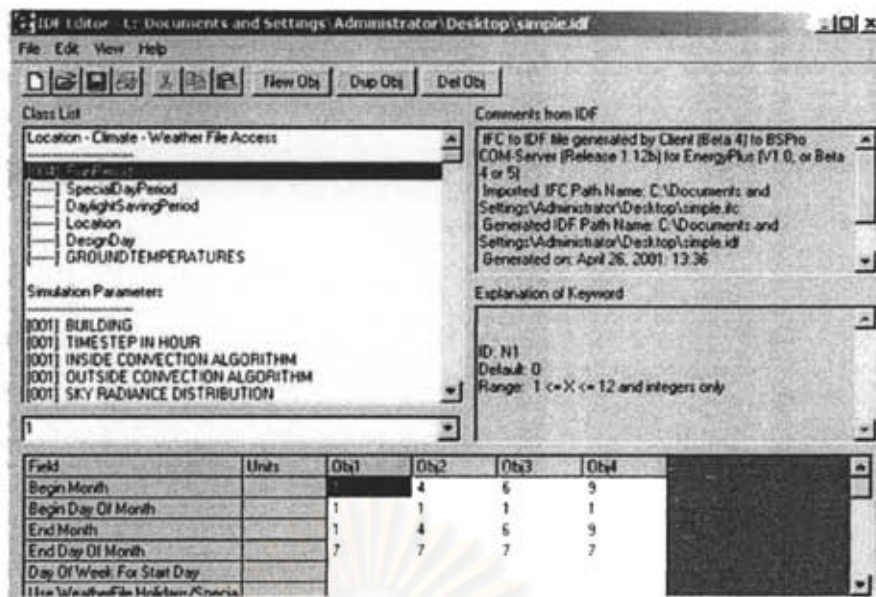 IDF Editor - C:\Documents and Settings\Administrator\Desktop\simple.idf
File Edit View Help
New Obj Dup Obj Del Obj
Class List
Location - Climate - Weather File Access
[004] RunPeriod
[----] SpecialDayPeriod
[----] DaylightSavingPeriod
[----] Location
[----] DesignDay
[----] GROUNDTEMPERATURES
Simulation Parameters
[001] BUILDING
[001] TIMESTEP IN HOUR
[001] INSIDE CONVECTION ALGORITHM
[001] OUTSIDE CONVECTION ALGORITHM
[001] SKY RADIANCE DISTRIBUTION
Comments from IDF
IFC to IDF file generated by Client (Beta 4) to BSPro
COM-Server (Release 1.12b) for EnergyPlus (V1.0, or Beta
4 or 5)
Imported IFC Path Name: C:\Documents and
Settings\Administrator\Desktop\simple.ifc
Generated IDF Path Name: C:\Documents and
Settings\Administrator\Desktop\simple.idf
Generated on: April 26, 2001: 13:36
Explanation of Keyword
ID: N1
Default: 0
Range: 1 <= X <= 12 and integers only
1
Field Units Obj1 Obj2 Obj3 Obj4
Begin Month 1 4 6 9
Begin Day Of Month 1 1 1 1
End Month 1 4 6 9
End Day Of Month 7 7 7 7
Day Of Week For Start Day
Use WeatherFile Holidays/Specia